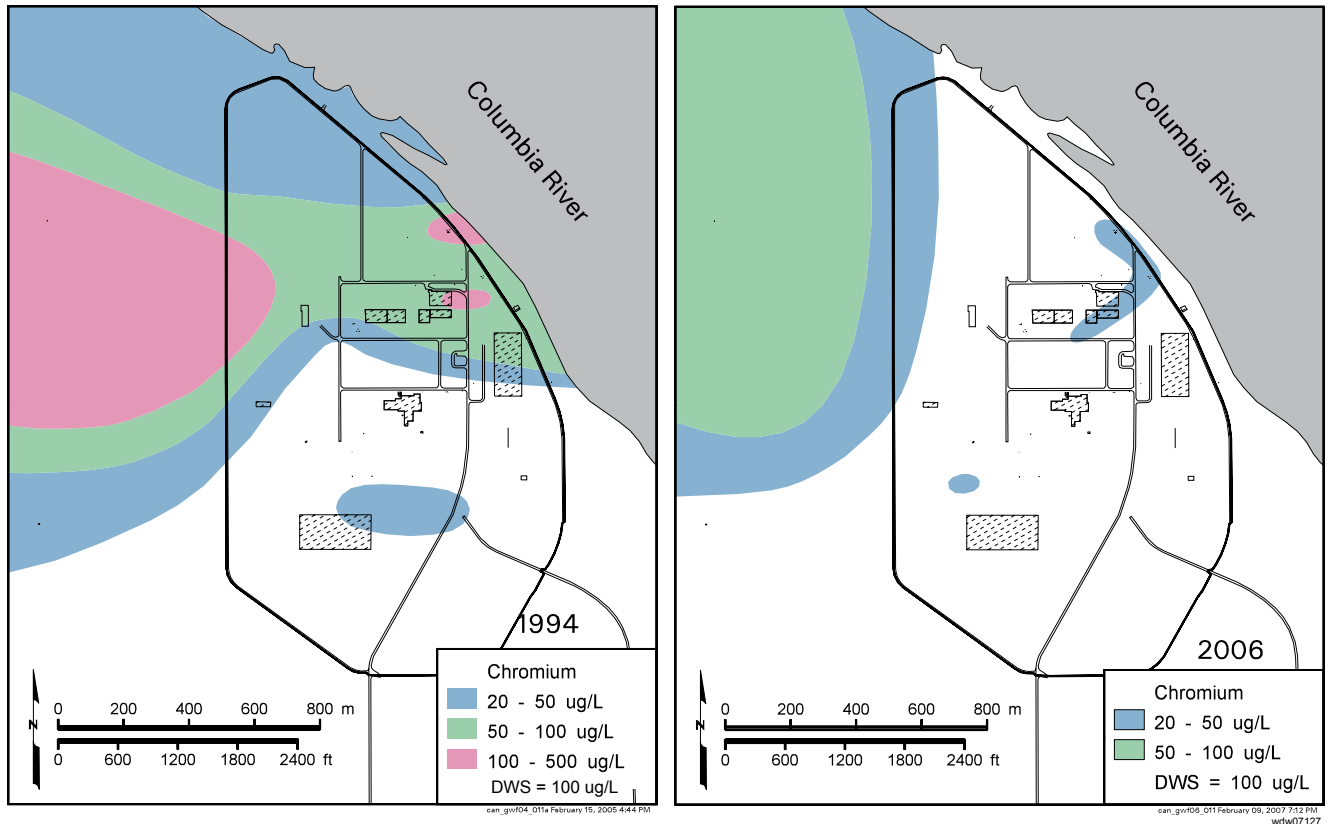 Columbia River
1994
Chromium
20 - 50 ug/L
50 - 100 ug/L
100 - 500 ug/L
DWS = 100 ug/L
N
0 200 400 600 800 m
0 600 1200 1800 2400 ft
can_gwf04_011a February 15, 2005 4:44 PM
Columbia River
2006
Chromium
20 - 50 ug/L
50 - 100 ug/L
DWS = 100 ug/L
N
0 200 400 600 800 m
0 600 1200 1800 2400 ft
can_gwf06_011 February 09, 2007 7:12 PM
wdw07127